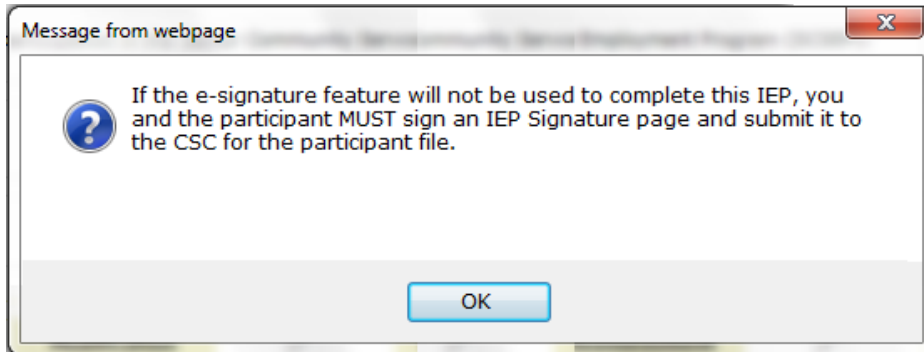 Message from webpage
If the e-signature feature will not be used to complete this IEP, you
and the participant MUST sign an IEP Signature page and submit it to
the CSC for the participant file.
OK